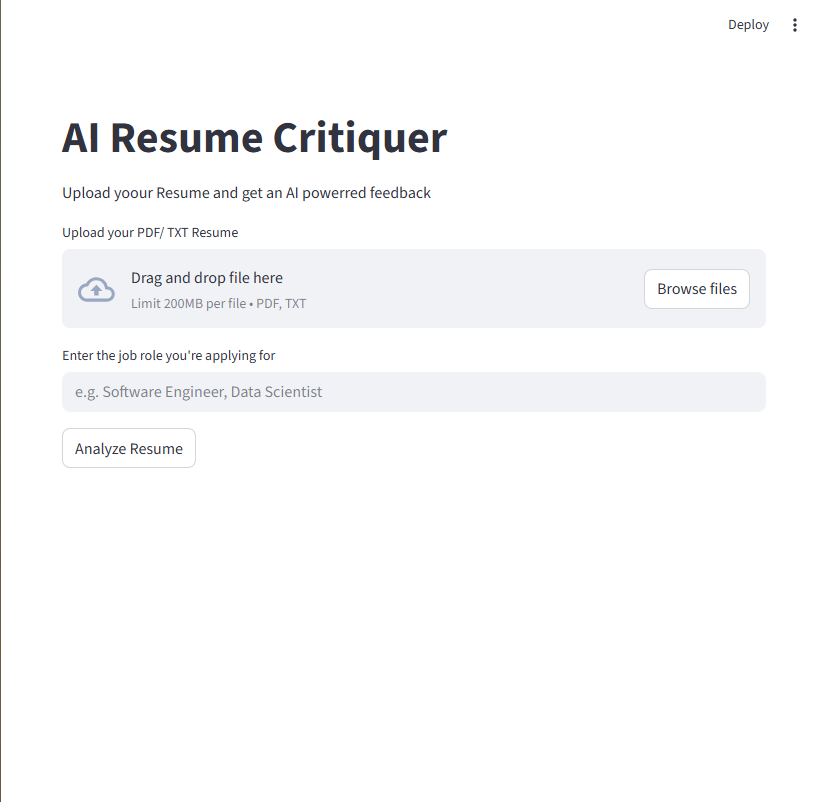 Deploy
AI Resume Critiquer
Upload yoour Resume and get an AI powerred feedback
Upload your PDF/ TXT Resume
Drag and drop file here
Limit 200MB per file • PDF, TXT
Browse files
Enter the job role you're applying for
e.g. Software Engineer, Data Scientist
Analyze Resume